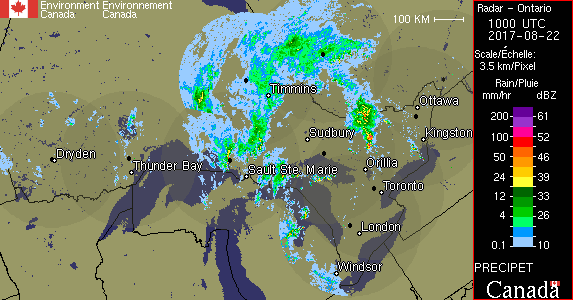 Environment Environnement
Canada Canada
100 KM
Timmins
Ottawa
Sudbury
Kingston
Dryden
Thunder Bay
Sault Ste. Marie
Orillia
Toronto
London
Windsor
Radar - Ontario
1000 UTC
2017-08-22
Scale/Échelle:
3.5 km/Pixel
Rain/Pluie
mm/hr dBZ
200 61
100 56
100 52
50 46
24 39
12 33
4 26
0.1 10
PRECIPET
Canada